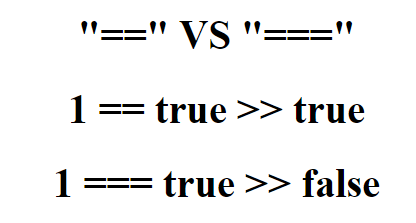 "==" VS "==="
1 == true >> true
1 === true >> false